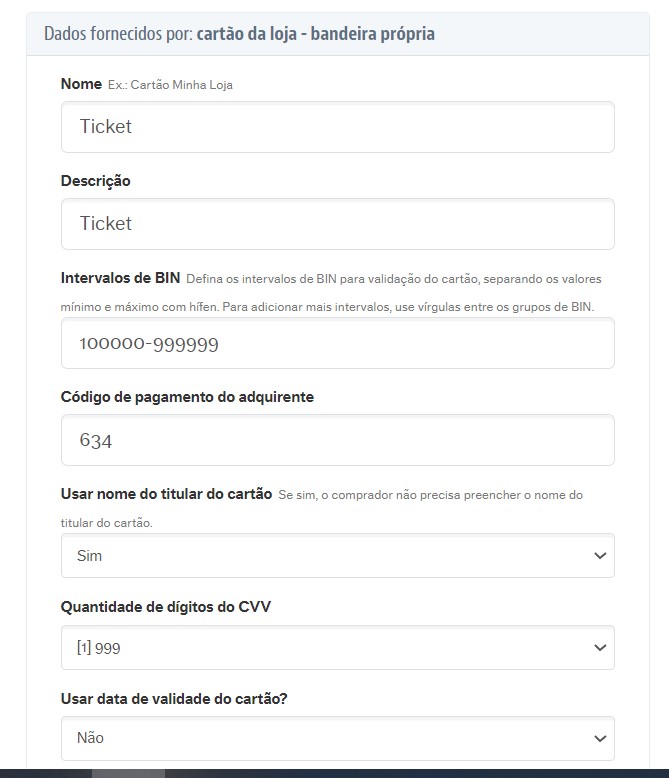 Dados fornecidos por: cartão da loja - bandeira própria
Nome Ex.: Cartão Minha Loja
Ticket
Descrição
Ticket
Intervalos de BIN Defina os intervalos de BIN para validação do cartão, separando os valores
mínimo e máximo com hífen. Para adicionar mais intervalos, use vírgulas entre os grupos de BIN.
100000-999999
Código de pagamento do adquirente
634
Usar nome do titular do cartão Se sim, o comprador não precisa preencher o nome do
titular do cartão.
Sim
Quantidade de dígitos do CVV
[1] 999
Usar data de validade do cartão?
Não